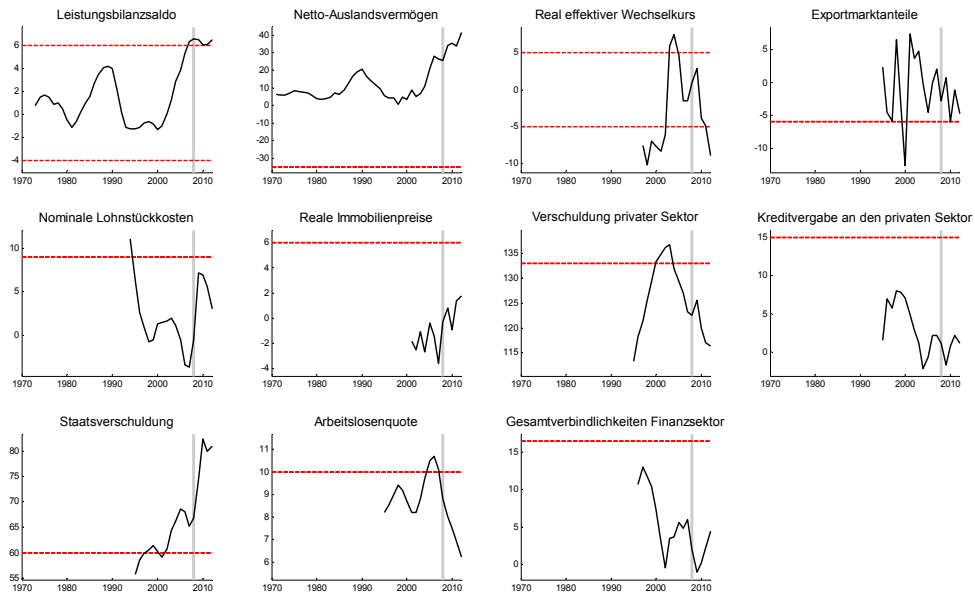 Leistungsbilanzsaldo
6
4
2
0
-2
-4
1970 1980 1990 2000 2010
Netto-Auslandsvermögen
40
30
20
10
0
-10
-20
-30
1970 1980 1990 2000 2010
Real effektiver Wechselkurs
5
0
-5
-10
1970 1980 1990 2000 2010
Exportmarktanteile
5
0
-5
-10
1970 1980 1990 2000 2010
Nominale Lohnstückkosten
10
5
0
1970 1980 1990 2000 2010
Reale Immobilienpreise
6
4
2
0
-2
-4
1970 1980 1990 2000 2010
Verschuldung privater Sektor
135
130
125
120
115
1970 1980 1990 2000 2010
Kreditvergabe an den privaten Sektor
15
10
5
0
1970 1980 1990 2000 2010
Staatsverschuldung
80
75
70
65
60
55
1970 1980 1990 2000 2010
Arbeitslosenquote
11
10
9
8
7
6
1970 1980 1990 2000 2010
Gesamtverbindlichkeiten Finanzsektor
15
10
5
0
1970 1980 1990 2000 2010